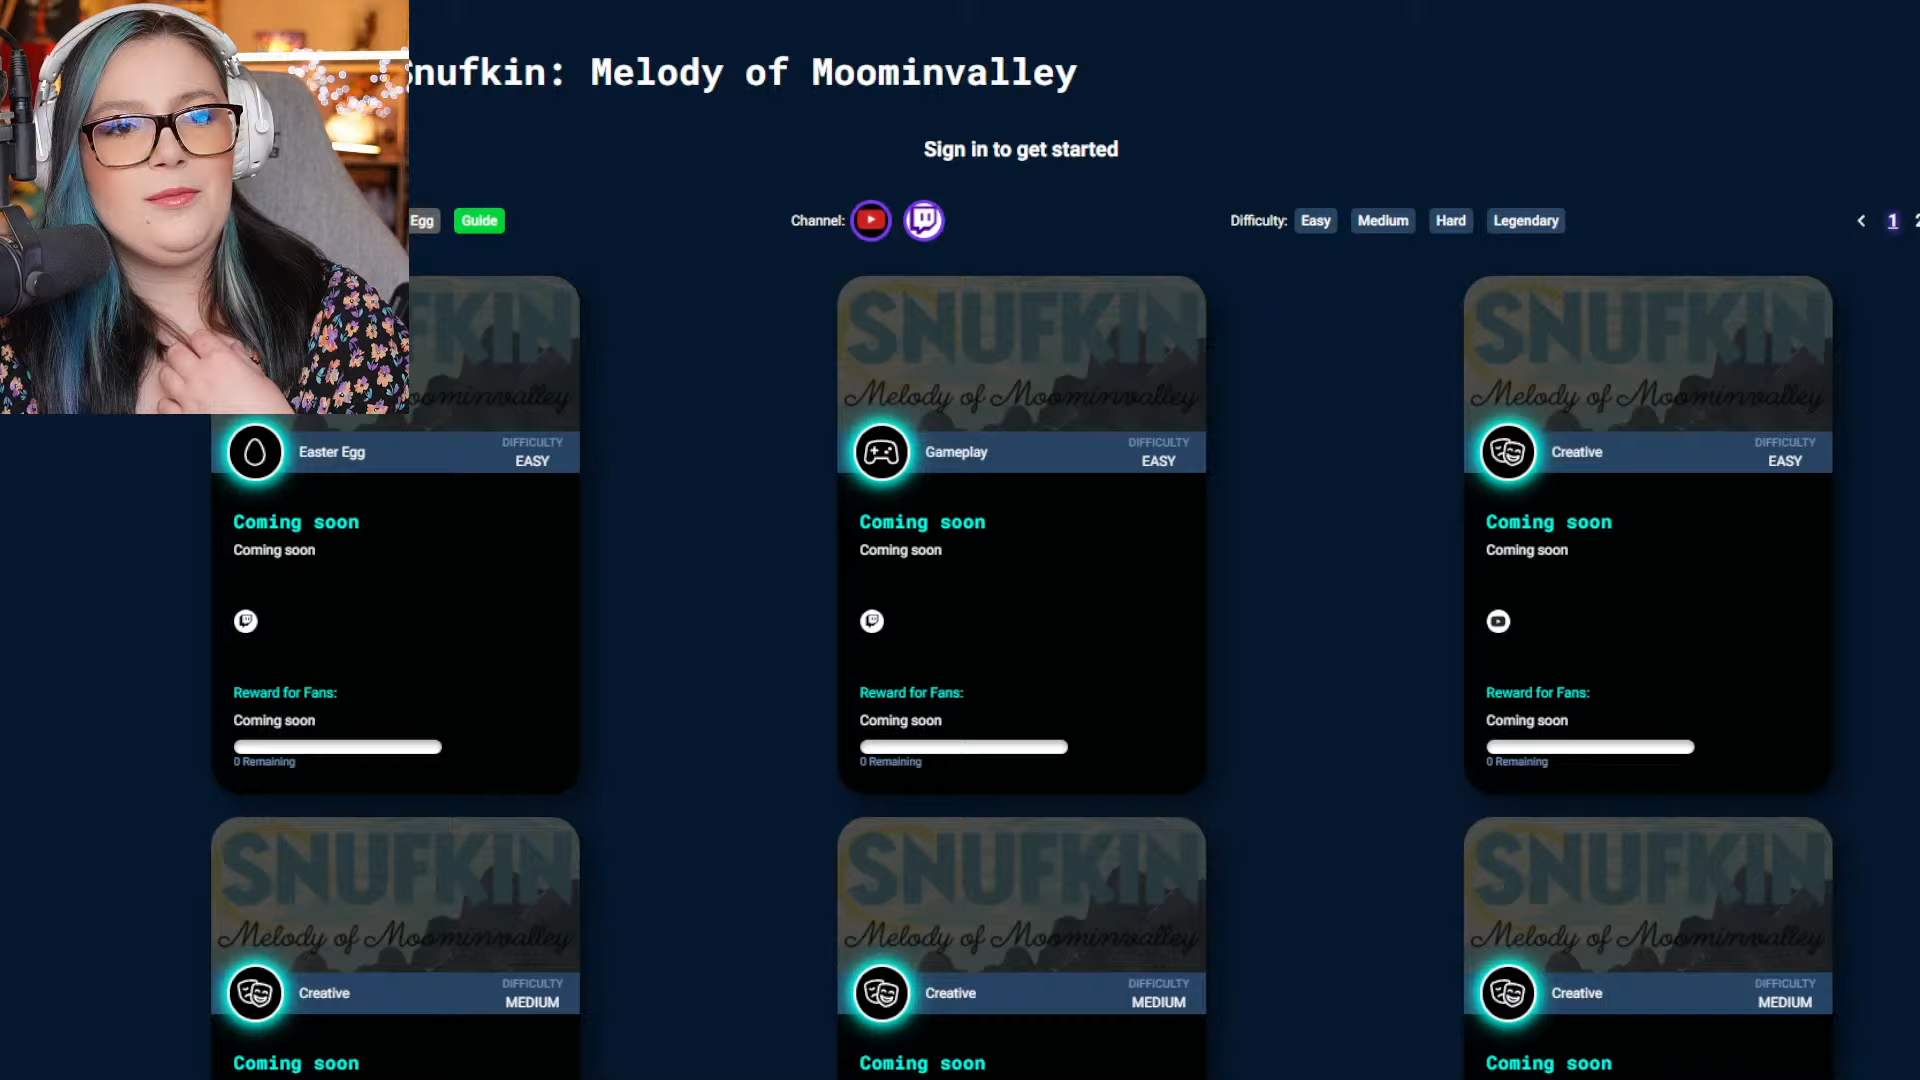 nufkin: Melody of Moominvalley
Sign in to get started
Egg Guide Channel: Difficulty: Easy Medium Hard Legendary 1 2
FKIN SNUFKIN SNUFKIN
oominvalley Melody of Moominvalley Melody of Moominvalley
Easter Egg DIFFICULTY EASY Gameplay DIFFICULTY EASY Creative DIFFICULTY EASY
Coming soon Coming soon Coming soon
Coming soon Coming soon Coming soon
Reward for Fans: Reward for Fans: Reward for Fans:
Coming soon Coming soon Coming soon
0 Remaining 0 Remaining 0 Remaining
SNUFKIN SNUFKIN SNUFKIN
Melody of Moominvalley Melody of Moominvalley Melody of Moominvalley
Creative DIFFICULTY MEDIUM Creative DIFFICULTY MEDIUM Creative DIFFICULTY MEDIUM
Coming soon Coming soon Coming soon